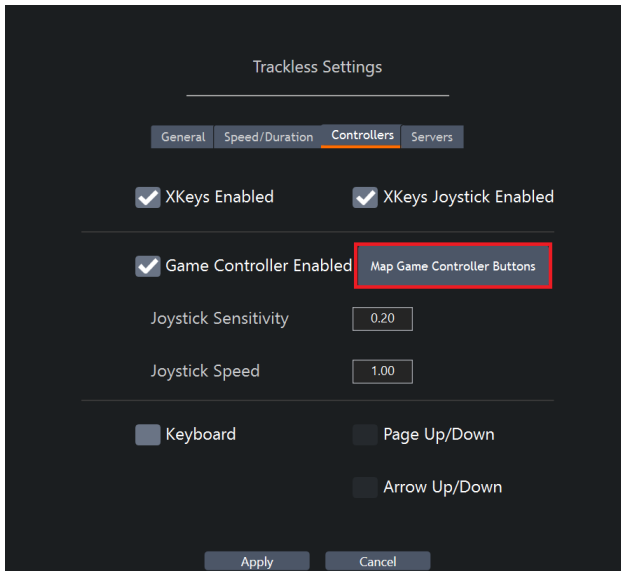 Trackless Settings
General Speed/Duration Controllers Servers
XKeys Enabled XKeys Joystick Enabled
Game Controller Enabled Map Game Controller Buttons
Joystick Sensitivity 0.20
Joystick Speed 1.00
Keyboard Page Up/Down
Arrow Up/Down
Apply Cancel